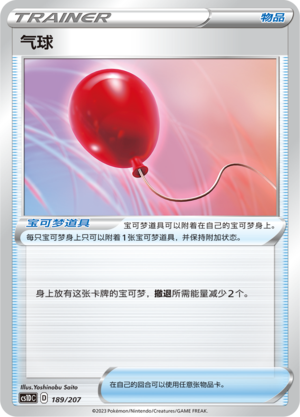 TRAINER 物品
气球
宝可梦道具 宝可梦道具可以附着在自己的宝可梦身上。
每只宝可梦身上只可以附着1张宝可梦道具，并保持附加状态。
身上放有这张卡牌的宝可梦，撤退所需能量减少2个。
Illus.Yoshinobu Saito
CS1DC D 189/207
在自己的回合可以使用任意张物品卡。
©2023 Pokémon/Nintendo/Creatures/GAME FREAK.